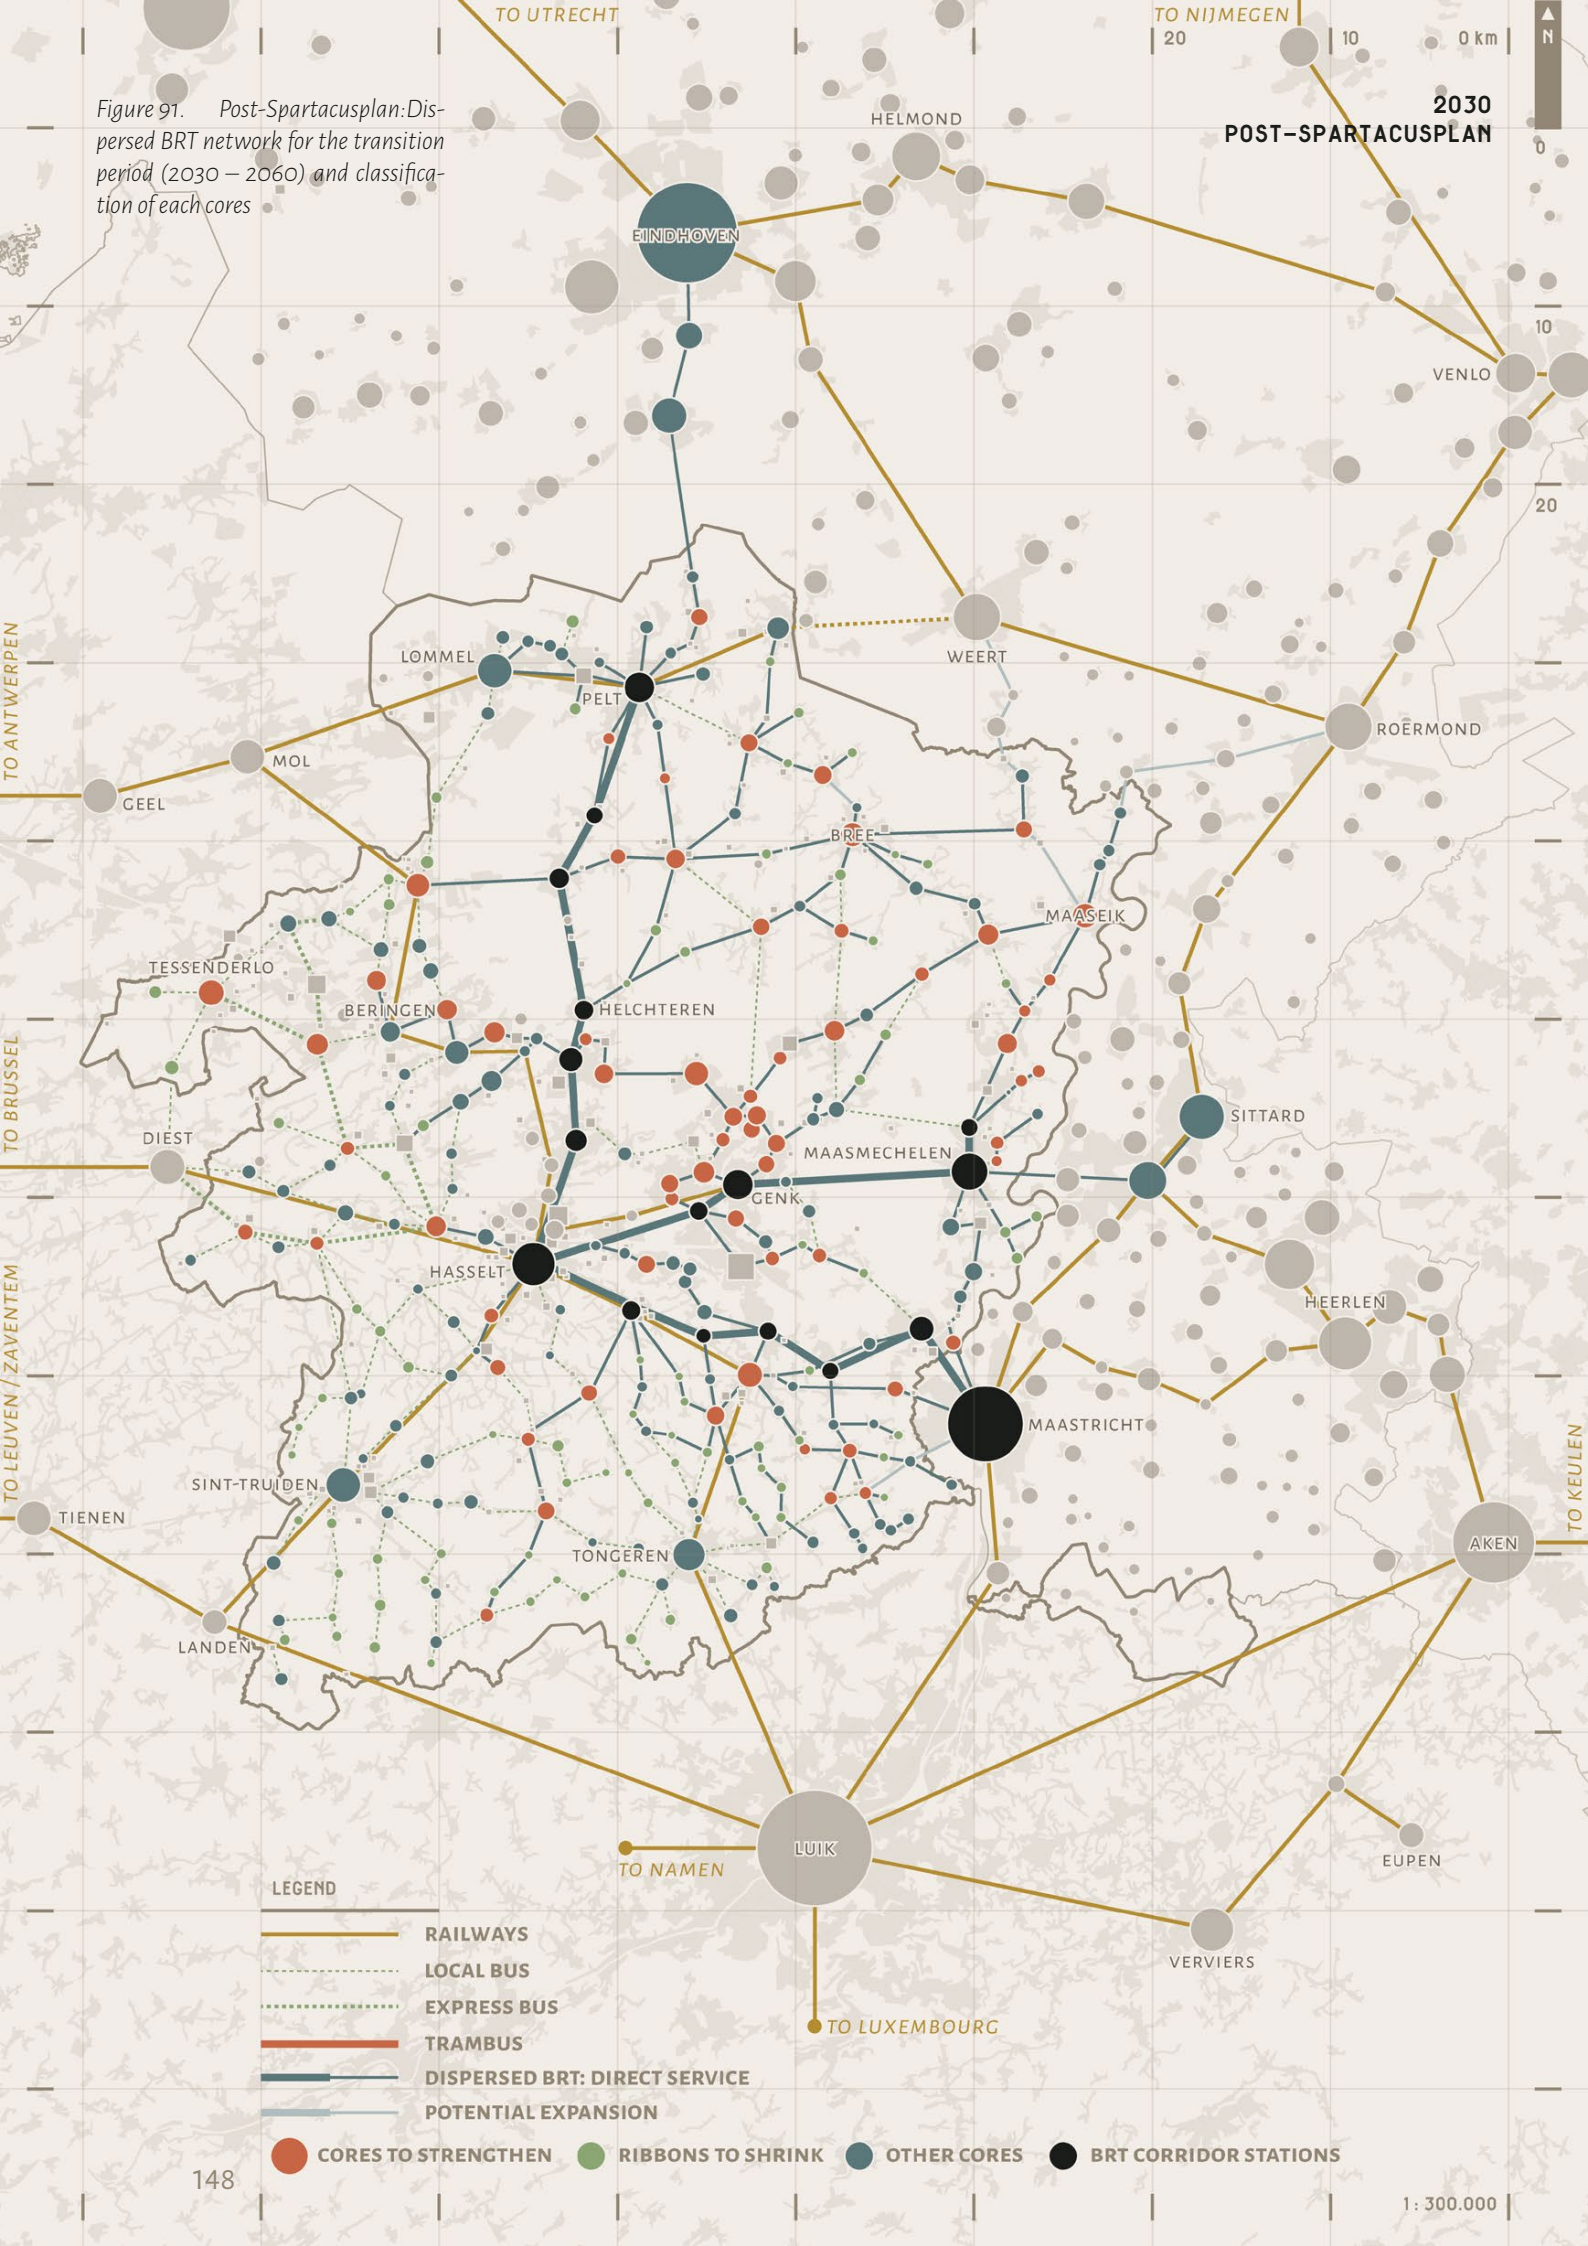 TO UTRECHT
TO NIJMEGEN
20
10
0 km
N
Figure 91. Post-Spartacusplan:Dis-
persed BRT network for the transition
period (2030 – 2060) and classifica-
tion of each cores
2030
POST-SPARTACUSPLAN
HELMOND
0
EINDHOVEN
10
VENLO
20
TO ANTWERPEN
LOMMEL
WEERT
PELT
ROERMOND
MOL
GEEL
BREE
MAASEIK
TESSENDERLO
BERINGEN
HELCHTEREN
TO BRUSSEL
SITTARD
DIEST
MAASMECHELEN
GENK
HASSELT
TO LEUVEN / ZAVENTEM
HEERLEN
MAASTRICHT
TO KEULEN
SINT-TRUIDEN
TIENEN
AKEN
TONGEREN
LANDEN
LUIK
TO NAMEN
EUPEN
VERVIERS
TO LUXEMBOURG
LEGEND
RAILWAYS
LOCAL BUS
EXPRESS BUS
TRAMBUS
DISPERSED BRT: DIRECT SERVICE
POTENTIAL EXPANSION
CORES TO STRENGTHEN
RIBBONS TO SHRINK
OTHER CORES
BRT CORRIDOR STATIONS
148
1 : 300.000